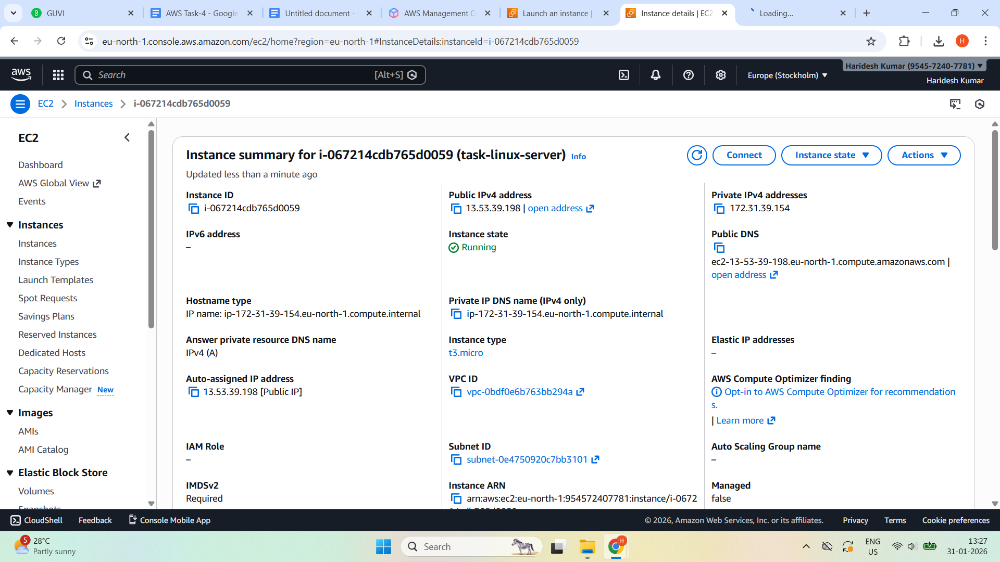 GUVI
AWS Task-4 - Google
Untitled document -
AWS Management C
Launch an instance |
Instance details | EC2
Loading...
eu-north-1.console.aws.amazon.com/ec2/home?region=eu-north-1#InstanceDetails:instanceId=i-067214cdb765d0059
H
aws
Search
[Alt+S]
Europe (Stockholm)
Haridesh Kumar (9545-7240-7781)
Haridesh Kumar
EC2
Instances
i-067214cdb765d0059
EC2
Dashboard
AWS Global View
Events
Instances
Instances
Instance Types
Launch Templates
Spot Requests
Savings Plans
Reserved Instances
Dedicated Hosts
Capacity Reservations
Capacity Manager New
Images
AMIs
AMI Catalog
Elastic Block Store
Volumes
Snapshots
Instance summary for i-067214cdb765d0059 (task-linux-server) Info
Updated less than a minute ago
Connect
Instance state
Actions
Instance ID
i-067214cdb765d0059
Public IPv4 address
13.53.39.198 | open address
Private IPv4 addresses
172.31.39.154
IPv6 address
–
Instance state
Running
Public DNS
ec2-13-53-39-198.eu-north-1.compute.amazonaws.com |
open address
Hostname type
IP name: ip-172-31-39-154.eu-north-1.compute.internal
Private IP DNS name (IPv4 only)
ip-172-31-39-154.eu-north-1.compute.internal
Answer private resource DNS name
IPv4 (A)
Instance type
t3.micro
Elastic IP addresses
–
Auto-assigned IP address
13.53.39.198 [Public IP]
VPC ID
vpc-0bdf0e6b763bb294a
AWS Compute Optimizer finding
Opt-in to AWS Compute Optimizer for recommendation
s.
| Learn more
IAM Role
–
Subnet ID
subnet-0e4750920c7bb3101
Auto Scaling Group name
–
IMDSv2
Required
Instance ARN
arn:aws:ec2:eu-north-1:954572407781:instance/i-0672
Managed
false
CloudShell
Feedback
Console Mobile App
© 2026, Amazon Web Services, Inc. or its affiliates.
Privacy
Terms
Cookie preferences
5
28°C
Partly sunny
Search
H
ENG
US
13:27
31-01-2026